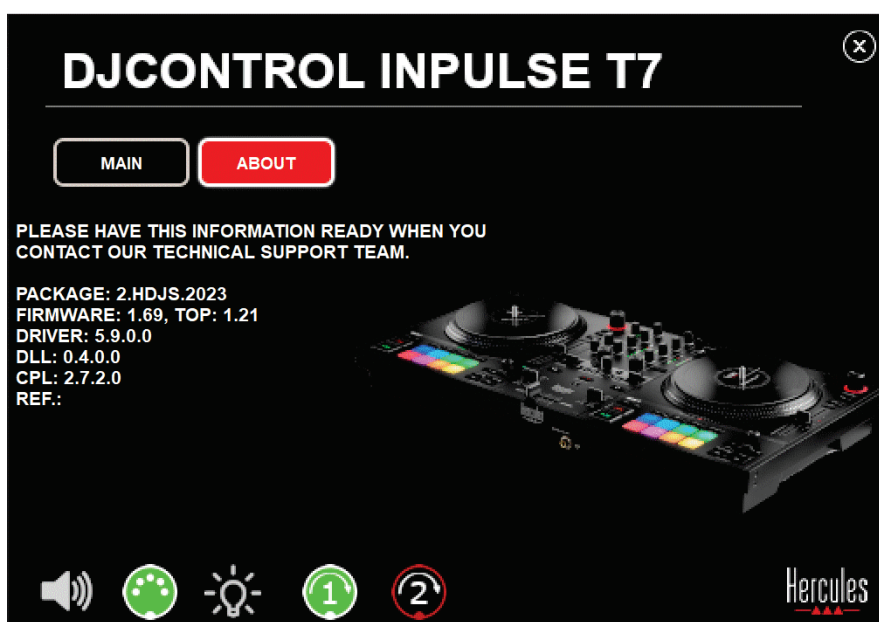 DJCONTROL INPULSE T7
MAIN
ABOUT
PLEASE HAVE THIS INFORMATION READY WHEN YOU
CONTACT OUR TECHNICAL SUPPORT TEAM.
PACKAGE: 2.HDJS.2023
FIRMWARE: 1.69, TOP: 1.21
DRIVER: 5.9.0.0
DLL: 0.4.0.0
CPL: 2.7.2.0
REF.:
1
2
Hercules